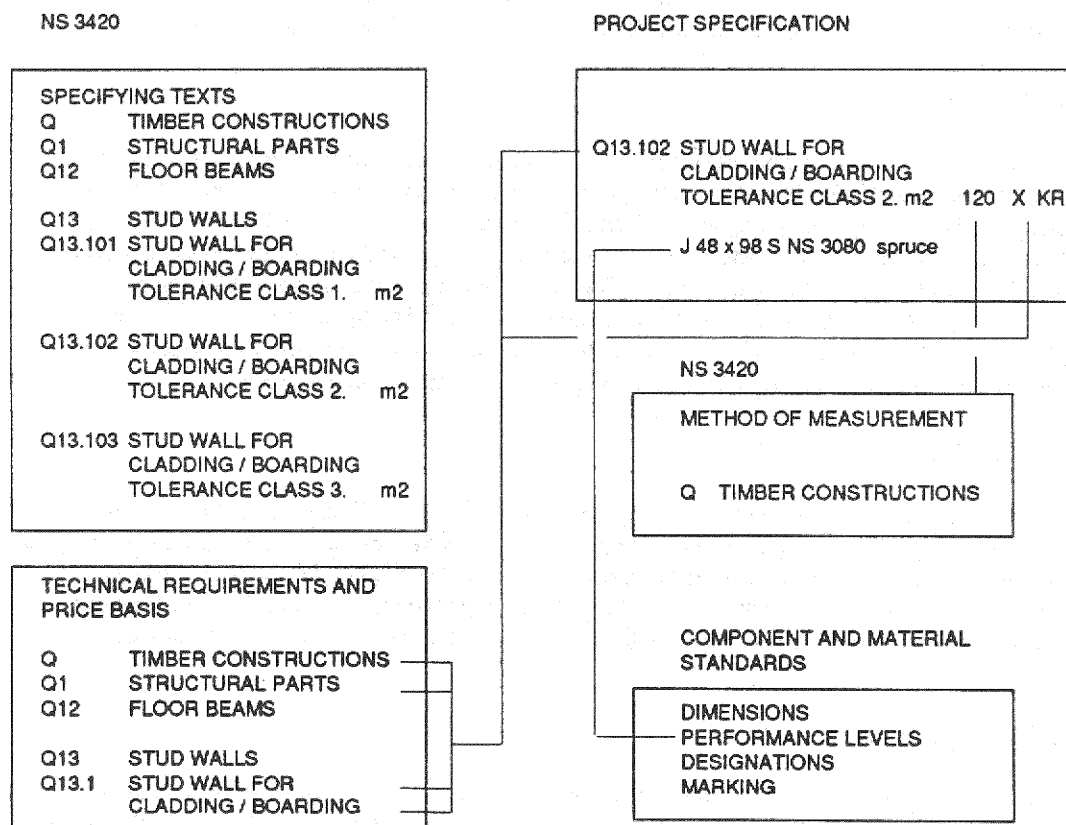 NS 3420
SPECIFYING TEXTS
Q TIMBER CONSTRUCTIONS
Q1 STRUCTURAL PARTS
Q12 FLOOR BEAMS
Q13 STUD WALLS
Q13.101 STUD WALL FOR
CLADDING / BOARDING
TOLERANCE CLASS 1. m2
Q13.102 STUD WALL FOR
CLADDING / BOARDING
TOLERANCE CLASS 2. m2
Q13.103 STUD WALL FOR
CLADDING / BOARDING
TOLERANCE CLASS 3. m2
TECHNICAL REQUIREMENTS AND
PRICE BASIS
Q TIMBER CONSTRUCTIONS
Q1 STRUCTURAL PARTS
Q12 FLOOR BEAMS
Q13 STUD WALLS
Q13.1 STUD WALL FOR
CLADDING / BOARDING
PROJECT SPECIFICATION
Q13.102 STUD WALL FOR
CLADDING / BOARDING
TOLERANCE CLASS 2. m2 120 X KR
J 48 x 98 S NS 3080 spruce
NS 3420
METHOD OF MEASUREMENT
Q TIMBER CONSTRUCTIONS
COMPONENT AND MATERIAL
STANDARDS
DIMENSIONS
PERFORMANCE LEVELS
DESIGNATIONS
MARKING